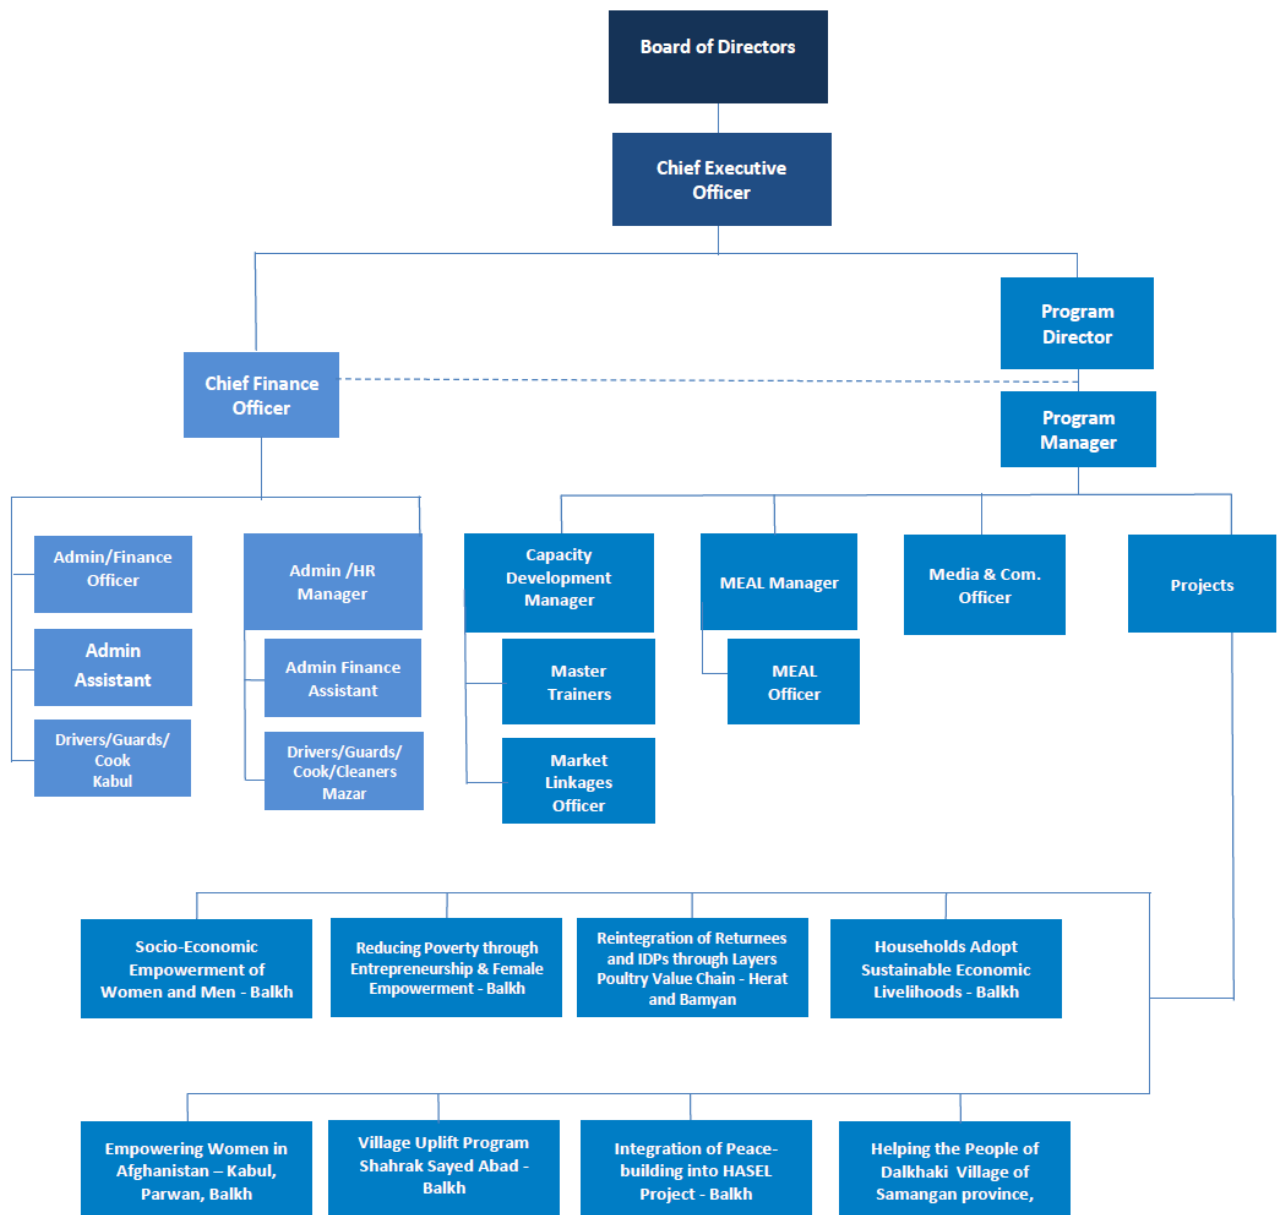 Board of Directors
Chief Executive
Officer
Program
Director
Chief Finance
Officer
Program
Manager
Admin/Finance
Officer
Admin /HR
Manager
Capacity
Development
Manager
MEAL Manager
Media & Com.
Officer
Projects
Admin
Assistant
Admin Finance
Assistant
Master
Trainers
MEAL
Officer
Drivers/Guards/
Cook
Kabul
Drivers/Guards/
Cook/Cleaners
Mazar
Market
Linkages
Officer
Socio-Economic
Empowerment of
Women and Men - Balkh
Reducing Poverty through
Entrepreneurship & Female
Empowerment - Balkh
Reintegration of Returnees
and IDPs through Layers
Poultry Value Chain - Herat
and Bamyan
Households Adopt
Sustainable Economic
Livelihoods - Balkh
Empowering Women in
Afghanistan – Kabul,
Parwan, Balkh
Village Uplift Program
Shahrak Sayed Abad -
Balkh
Integration of Peace-
building into HASEL
Project - Balkh
Helping the People of
Dalkhaki Village of
Samangan province,